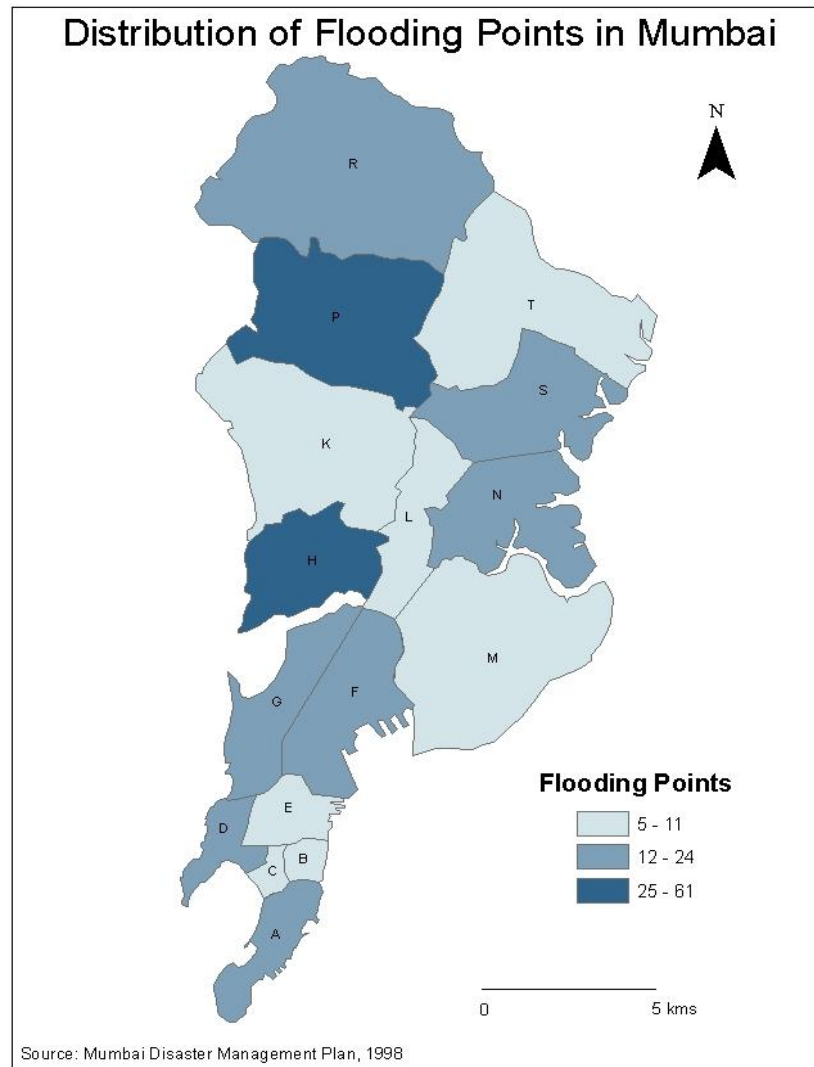 Distribution of Flooding Points in Mumbai
N
R
P
T
S
K
N
L
H
M
G
F
E
D
B
C
A
Flooding Points
5 - 11
12 - 24
25 - 61
0 5 kms
Source: Mumbai Disaster Management Plan, 1998